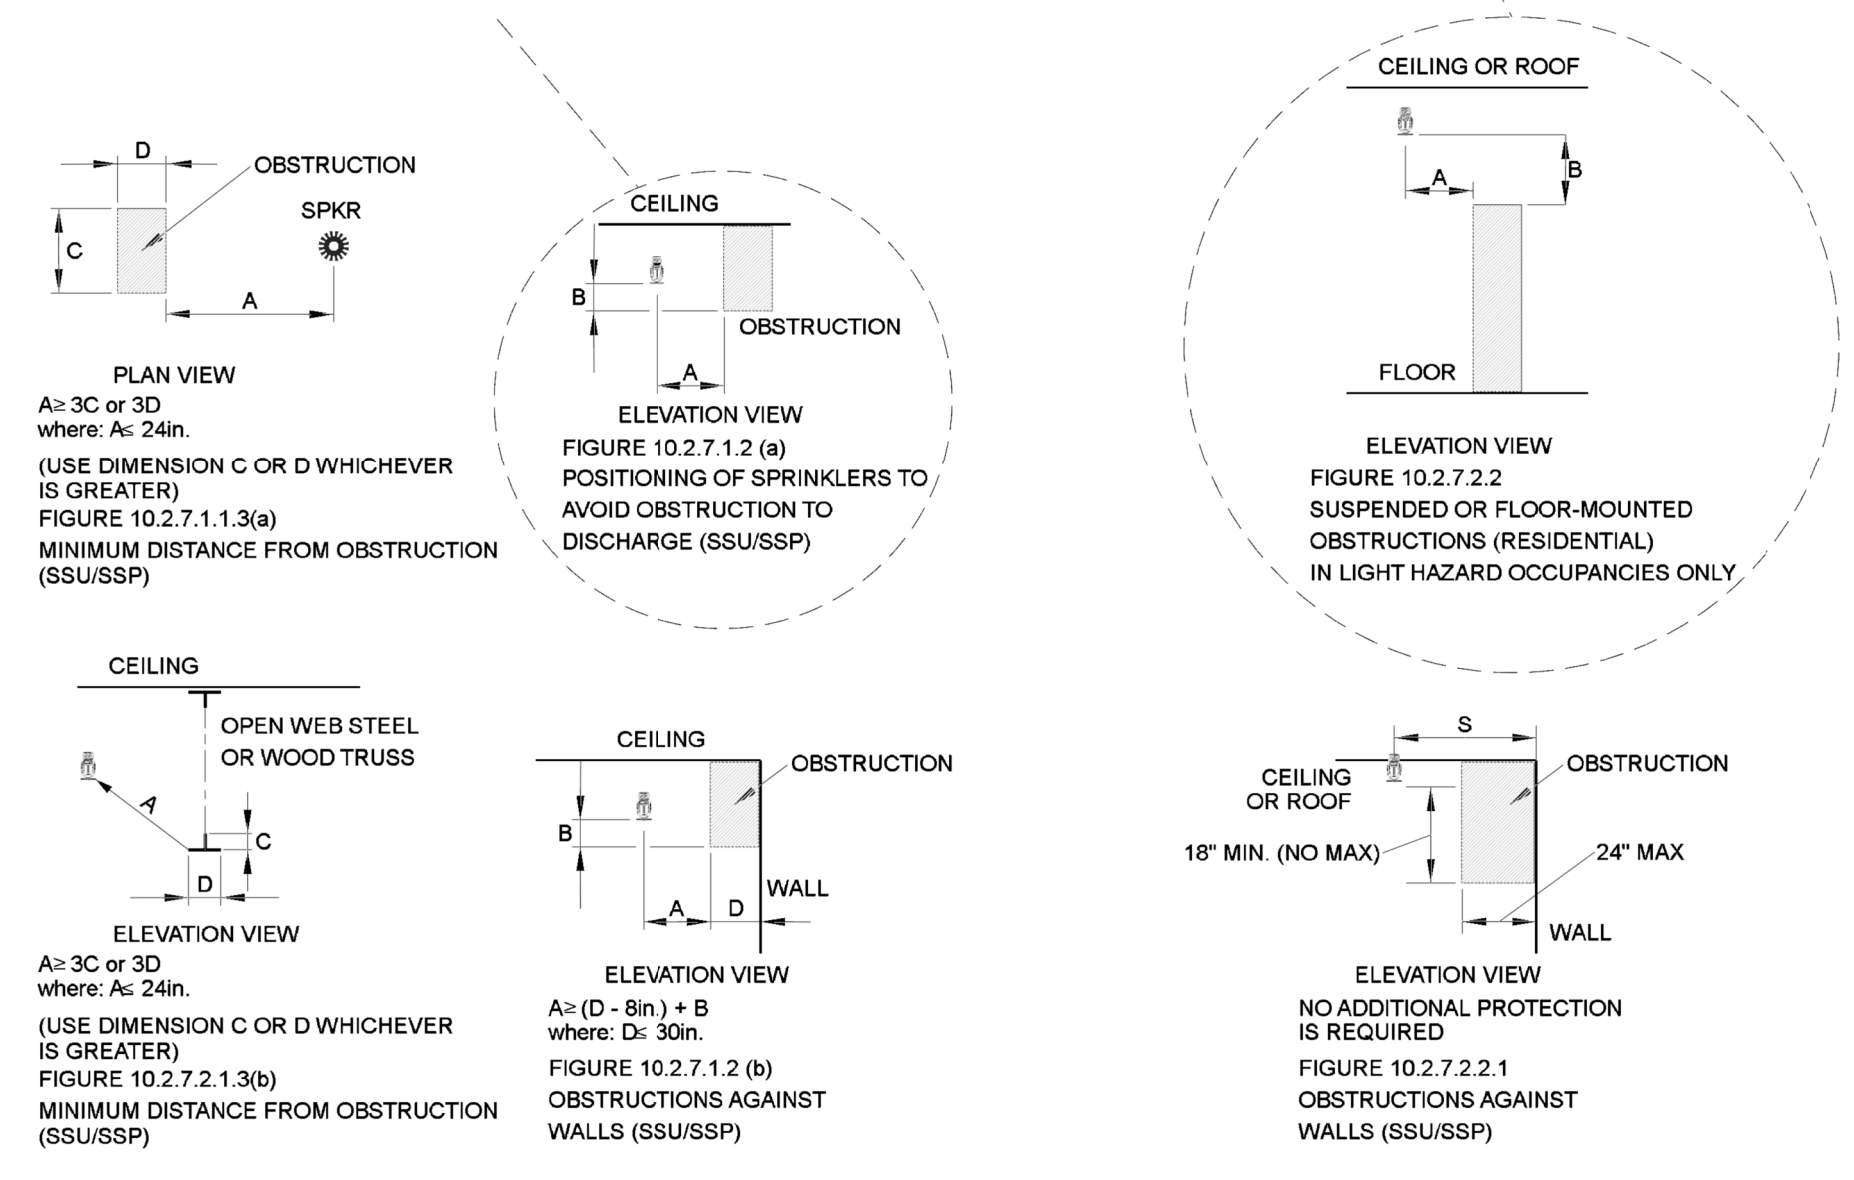 D
OBSTRUCTION
SPKR
C
A
PLAN VIEW
A≥ 3C or 3D
where: A≤ 24in.
(USE DIMENSION C OR D WHICHEVER
IS GREATER)
FIGURE 10.2.7.1.1.3(a)
MINIMUM DISTANCE FROM OBSTRUCTION
(SSU/SSP)
CEILING
B
OBSTRUCTION
A
ELEVATION VIEW
FIGURE 10.2.7.1.2 (a)
POSITIONING OF SPRINKLERS TO
AVOID OBSTRUCTION TO
DISCHARGE (SSU/SSP)
CEILING OR ROOF
B
A
FLOOR
ELEVATION VIEW
FIGURE 10.2.7.2.2
SUSPENDED OR FLOOR-MOUNTED
OBSTRUCTIONS (RESIDENTIAL)
IN LIGHT HAZARD OCCUPANCIES ONLY
CEILING
OPEN WEB STEEL
OR WOOD TRUSS
A
C
D
ELEVATION VIEW
A≥ 3C or 3D
where: A≤ 24in.
(USE DIMENSION C OR D WHICHEVER
IS GREATER)
FIGURE 10.2.7.2.1.3(b)
MINIMUM DISTANCE FROM OBSTRUCTION
(SSU/SSP)
CEILING
OBSTRUCTION
B
WALL
A
D
ELEVATION VIEW
A≥ (D - 8in.) + B
where: D≤ 30in.
FIGURE 10.2.7.1.2 (b)
OBSTRUCTIONS AGAINST
WALLS (SSU/SSP)
S
OBSTRUCTION
CEILING
OR ROOF
18" MIN. (NO MAX)
24" MAX
WALL
ELEVATION VIEW
NO ADDITIONAL PROTECTION
IS REQUIRED
FIGURE 10.2.7.2.2.1
OBSTRUCTIONS AGAINST
WALLS (SSU/SSP)